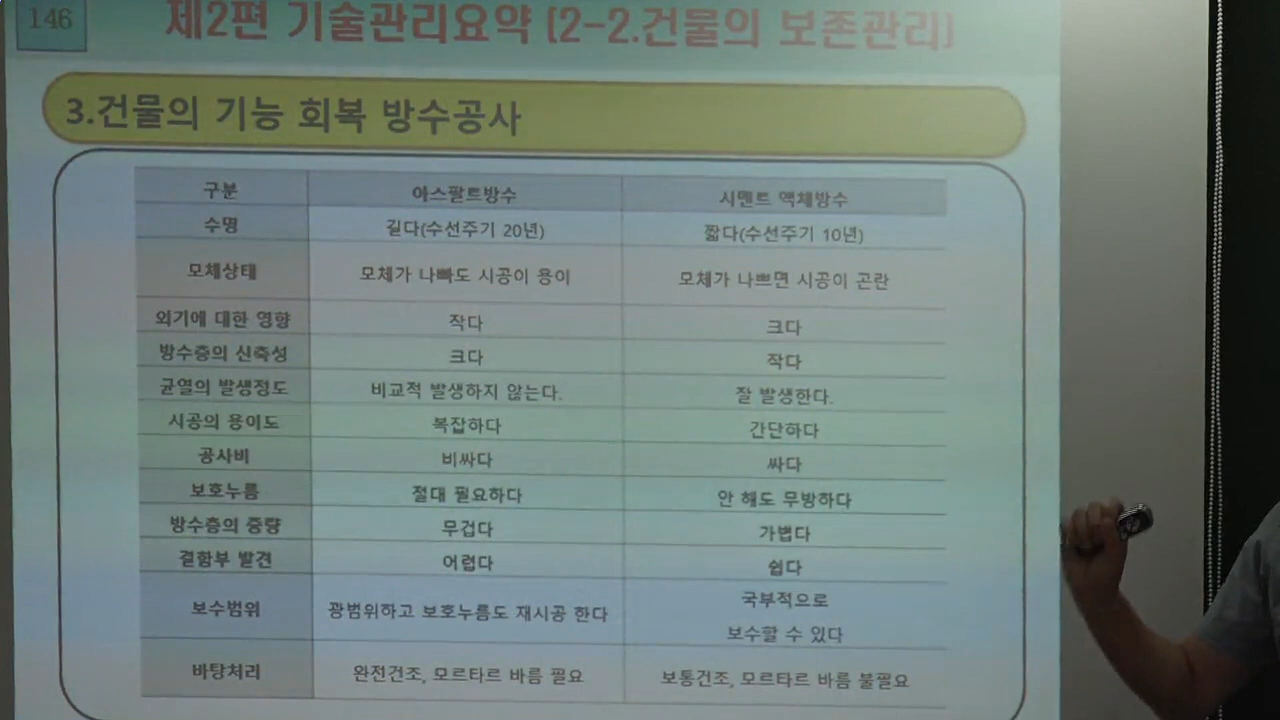 146
제2편 기술관리요약 (2-2.건물의 보존관리)
3.건물의 기능 회복 방수공사
구분 아스팔트방수 시멘트 액체방수
수명 길다(수선주기 20년) 짧다(수선주기 10년)
모체상태 모체가 나빠도 시공이 용이 모체가 나쁘면 시공이 곤란
외기에 대한 영향 작다 크다
방수층의 신축성 크다 작다
균열의 발생정도 비교적 발생하지 않는다. 잘 발생한다.
시공의 용이도 복잡하다 간단하다
공사비 비싸다 싸다
보호누름 절대 필요하다 안 해도 무방하다
방수층의 중량 무겁다 가볍다
결함부 발견 어렵다 쉽다
보수범위 광범위하고 보호누름도 재시공 한다 국부적으로
보수할 수 있다
바탕처리 완전건조, 모르타르 바름 필요 보통건조, 모르타르 바름 불필요